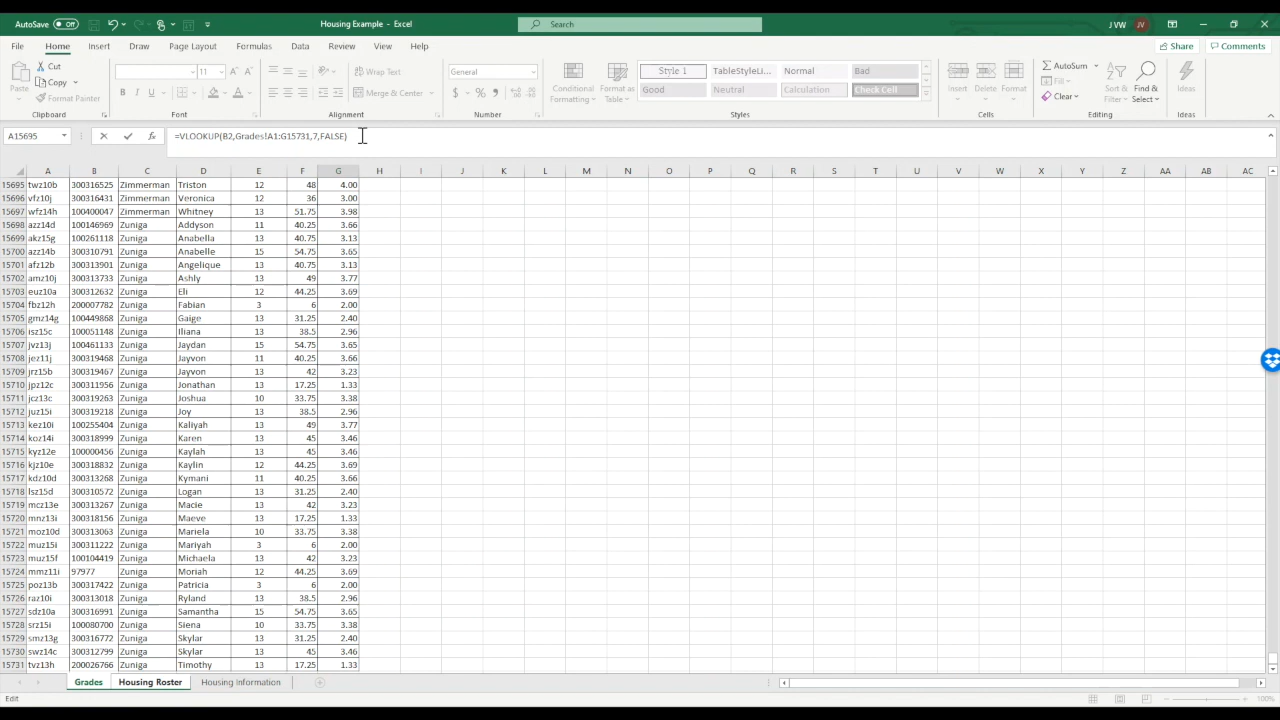 AutoSave Off Housing Example - Excel Search J VW JV
File Home Insert Draw Page Layout Formulas Data Review View Help Share Comments
Paste Cut Copy Format Painter 11 Wrap Text Merge & Center General Conditional Formatting Format as Table Style 1 TableStyleLi... Normal Bad Good Neutral Calculation Check Cell Insert Delete Format AutoSum Fill Clear Sort & Filter Find & Select Ideas
Clipboard Font Alignment Number Styles Cells Editing Ideas
A15695 fx =VLOOKUP(B2,Grades!A1:G15731,7,FALSE)
A B C D E F G H I J K L M N O P Q R S T U V W X Y Z AA AB AC
15695 twz10b 300316525 Zimmerman Triston 12 48 4.00
15696 vfz10j 300316431 Zimmerman Veronica 12 36 3.00
15697 wfz14h 100400047 Zimmerman Whitney 13 51.75 3.98
15698 azz14d 100146969 Zuniga Addyson 11 40.25 3.66
15699 akz15g 100261118 Zuniga Anabella 13 40.75 3.13
15700 azz14b 300310791 Zuniga Anabelle 15 54.75 3.65
15701 afz12b 300313901 Zuniga Angelique 13 40.75 3.13
15702 amz10j 300313733 Zuniga Ashly 13 49 3.77
15703 euz10a 300312632 Zuniga Eli 12 44.25 3.69
15704 fbz12h 200007782 Zuniga Fabian 3 6 2.00
15705 gmz14g 100449868 Zuniga Gaige 13 31.25 2.40
15706 isz15c 100051148 Zuniga Iliana 13 38.5 2.96
15707 jvz13j 100461133 Zuniga Jaydan 15 54.75 3.65
15708 jez11j 300319468 Zuniga Jayvon 11 40.25 3.66
15709 jrz15b 300319467 Zuniga Jayvon 13 42 3.23
15710 jpz12c 300311956 Zuniga Jonathan 13 17.25 1.33
15711 jcz13c 300319263 Zuniga Joshua 10 33.75 3.38
15712 juz15i 300319218 Zuniga Joy 13 38.5 2.96
15713 kez10i 100255404 Zuniga Kaliyah 13 49 3.77
15714 koz14i 300318999 Zuniga Karen 13 45 3.46
15715 kyz12e 100000456 Zuniga Kaylah 13 45 3.46
15716 kjz10e 300318832 Zuniga Kaylin 12 44.25 3.69
15717 kdz10d 300313268 Zuniga Kymani 11 40.25 3.66
15718 lsz15d 300310572 Zuniga Logan 13 31.25 2.40
15719 mcz13e 300313267 Zuniga Macie 13 42 3.23
15720 mnz13i 300318156 Zuniga Maeve 13 17.25 1.33
15721 moz10d 300313063 Zuniga Mariela 10 33.75 3.38
15722 muz15i 300311222 Zuniga Mariyah 3 6 2.00
15723 muz15f 100104419 Zuniga Michaela 13 42 3.23
15724 mmz11i 97977 Zuniga Moriah 12 44.25 3.69
15725 poz13b 300317422 Zuniga Patricia 3 6 2.00
15726 raz10i 300313018 Zuniga Ryland 13 38.5 2.96
15727 sdz10a 300316991 Zuniga Samantha 15 54.75 3.65
15728 srz15i 100080700 Zuniga Siena 10 33.75 3.38
15729 smz13g 300316772 Zuniga Skylar 13 31.25 2.40
15730 swz14c 300312799 Zuniga Skylar 13 45 3.46
15731 tvz13h 200026766 Zuniga Timothy 13 17.25 1.33
Grades Housing Roster Housing Information
Edit 100%